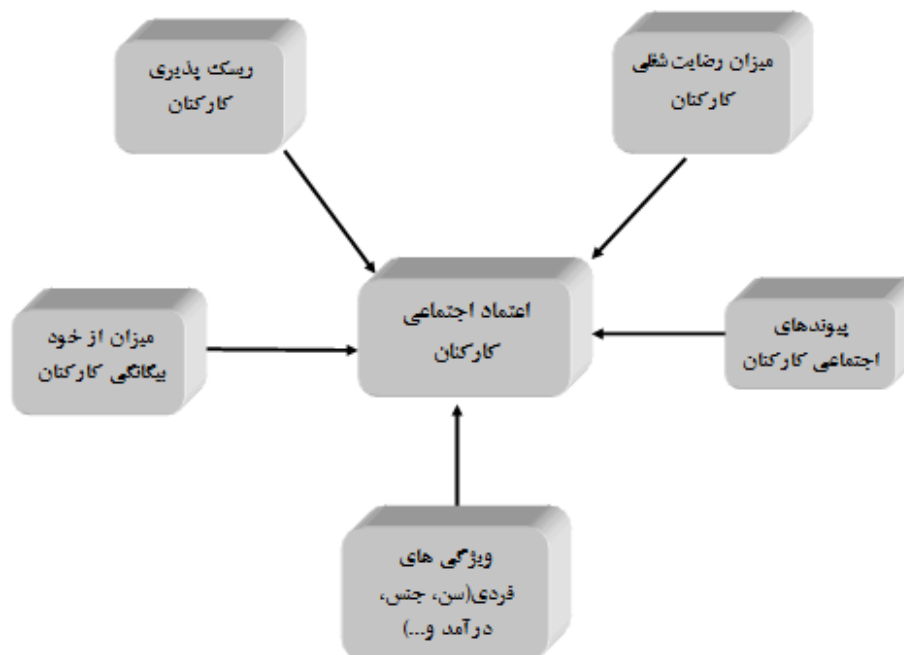 ریسک پذیری
کارکنان
میزان رضایت شغلی
کارکنان
اعتماد اجتماعی
کارکنان
میزان از خود
بیگانگی کارکنان
پیوندهای
اجتماعی کارکنان
ویژگی های
فردی(سن، جنس،
درآمد و...)